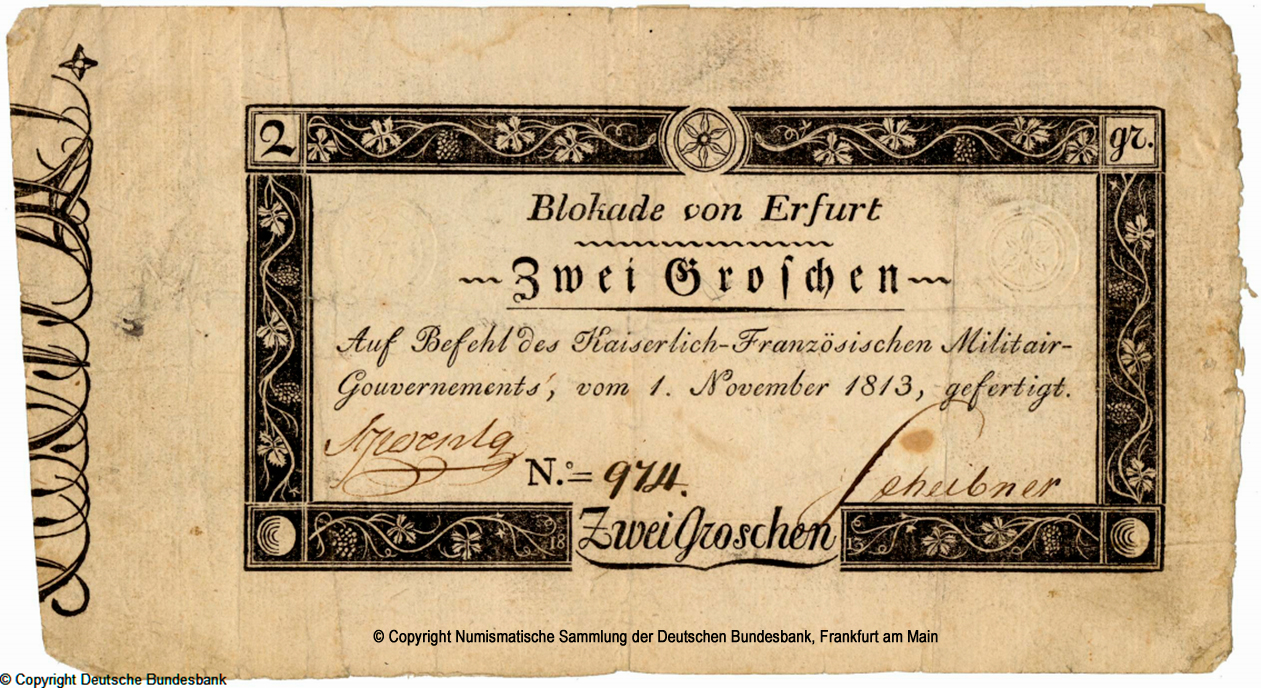 2 gr.
Blokade von Erfurt
Zwei Groſchen
Auf Befehl des Kaiserlich-Französischen Militair-
Gouvernements, vom 1. November 1813, gefertigt.
Scheibner
N.º= 974.
18
Zwei Groschen
© Copyright Numismatische Sammlung der Deutschen Bundesbank, Frankfurt am Main
© Copyright Deutsche Bundesbank